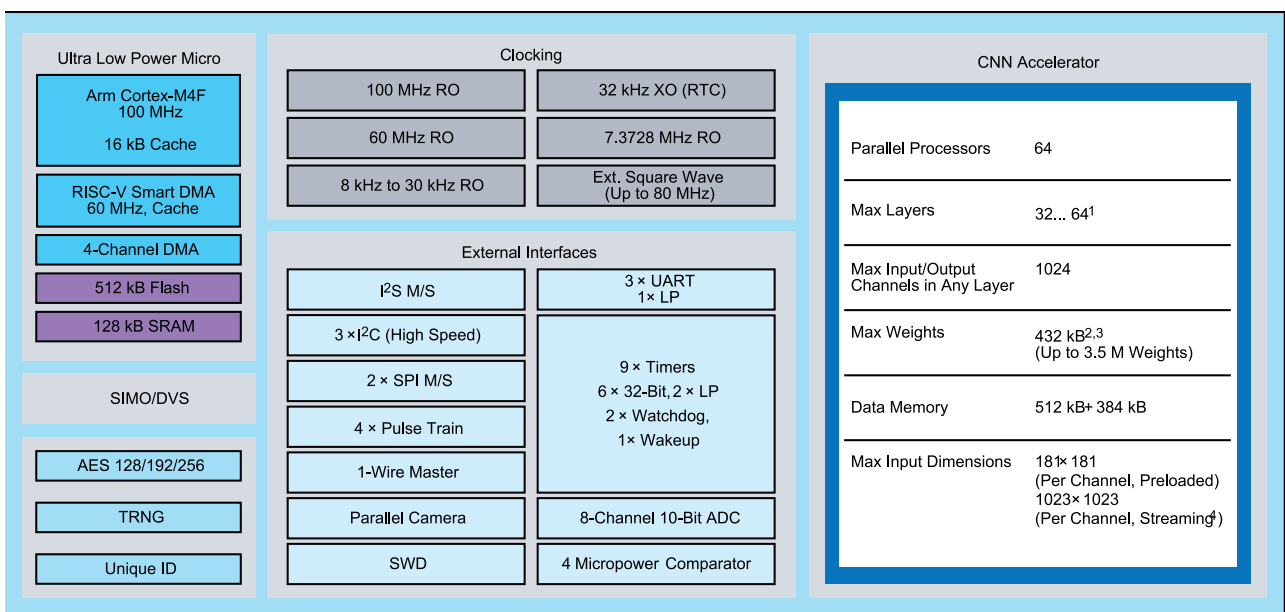 Ultra Low Power Micro
Arm Cortex-M4F
100 MHz
16 kB Cache
RISC-V Smart DMA
60 MHz, Cache
4-Channel DMA
512 kB Flash
128 kB SRAM
SIMO/DVS
AES 128/192/256
TRNG
Unique ID
Clocking
100 MHz RO
32 kHz XO (RTC)
60 MHz RO
7.3728 MHz RO
8 kHz to 30 kHz RO
Ext. Square Wave
(Up to 80 MHz)
External Interfaces
I²S M/S
3 × UART
1× LP
3 ×I²C (High Speed)
2 × SPI M/S
4 × Pulse Train
1-Wire Master
9 × Timers
6 × 32-Bit, 2 × LP
2 × Watchdog,
1× Wakeup
Parallel Camera
8-Channel 10-Bit ADC
SWD
4 Micropower Comparator
CNN Accelerator
Parallel Processors 64
Max Layers 32... 64¹
Max Input/Output 1024
Channels in Any Layer
Max Weights 432 kB²,³
(Up to 3.5 M Weights)
Data Memory 512 kB+ 384 kB
Max Input Dimensions 181× 181
(Per Channel, Preloaded)
1023× 1023
(Per Channel, Streaming⁴)